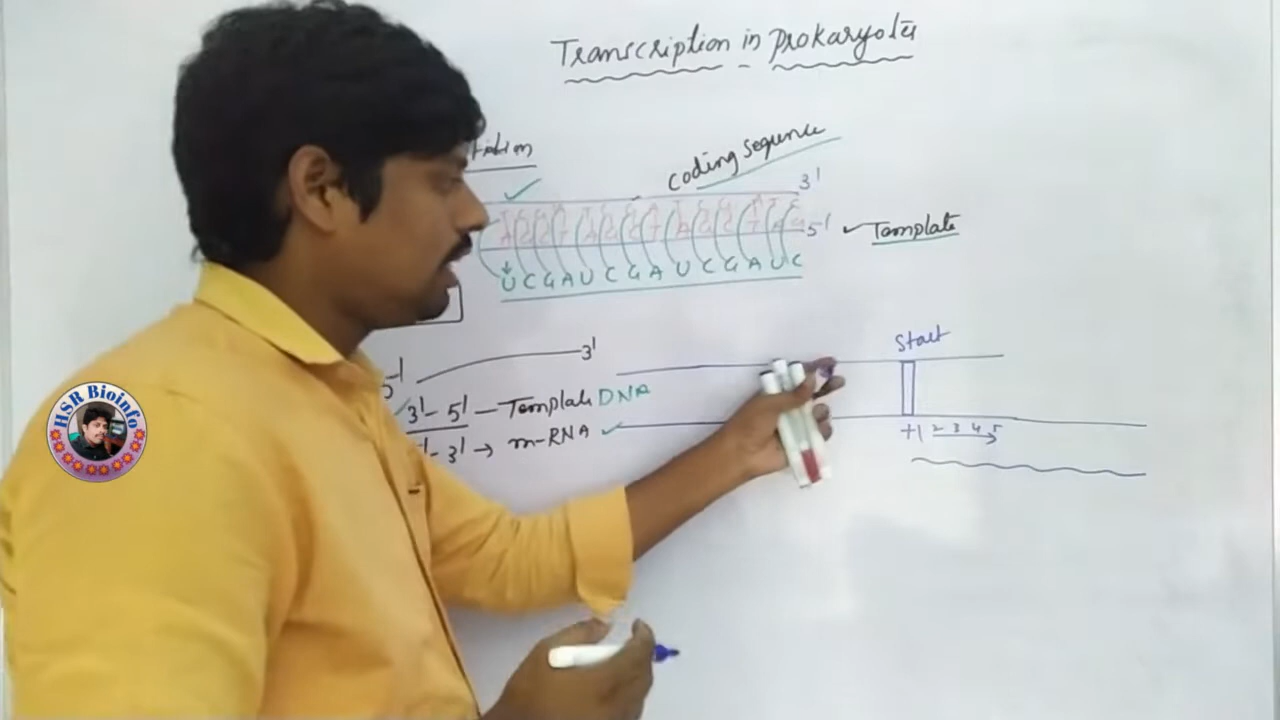 Transcription in prokaryotes
coding sequence
3'
5' Template
U C G A U C G A U C G A U C
3'
5'
3'- 5' - Template DNA
- 3' → m-RNA
Start
+1 2 3 4 5
HSR Bioinfo